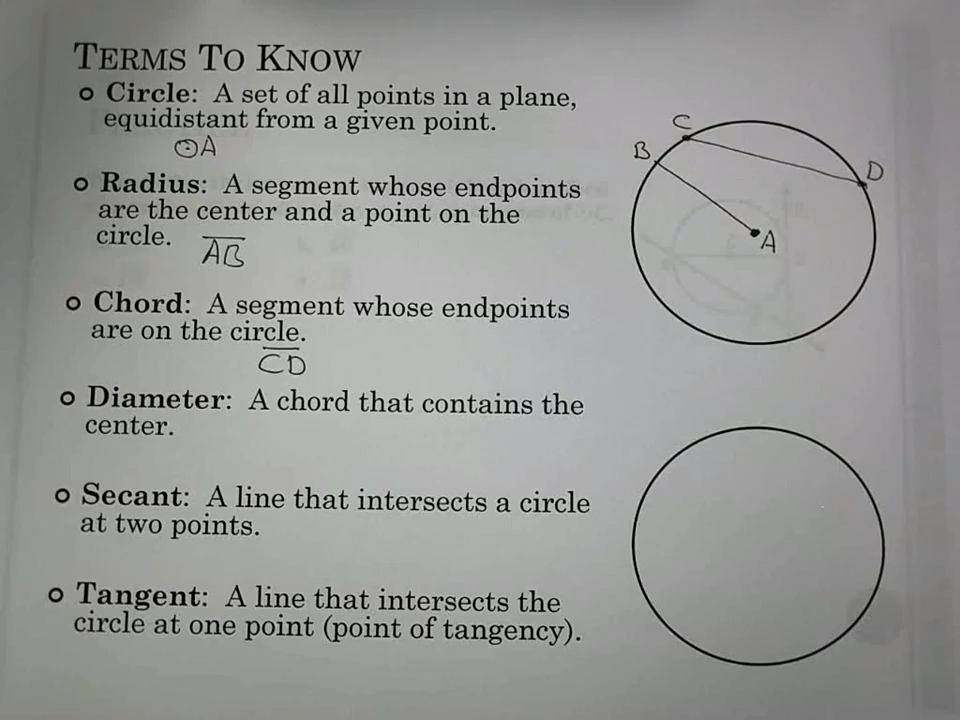 TERMS TO KNOW
Circle: A set of all points in a plane,
equidistant from a given point.
⊙A
Radius: A segment whose endpoints
are the center and a point on the
circle. A̅B̅
Chord: A segment whose endpoints
are on the circle.
C̅D̅
Diameter: A chord that contains the
center.
Secant: A line that intersects a circle
at two points.
Tangent: A line that intersects the
circle at one point (point of tangency).
C
B
D
A